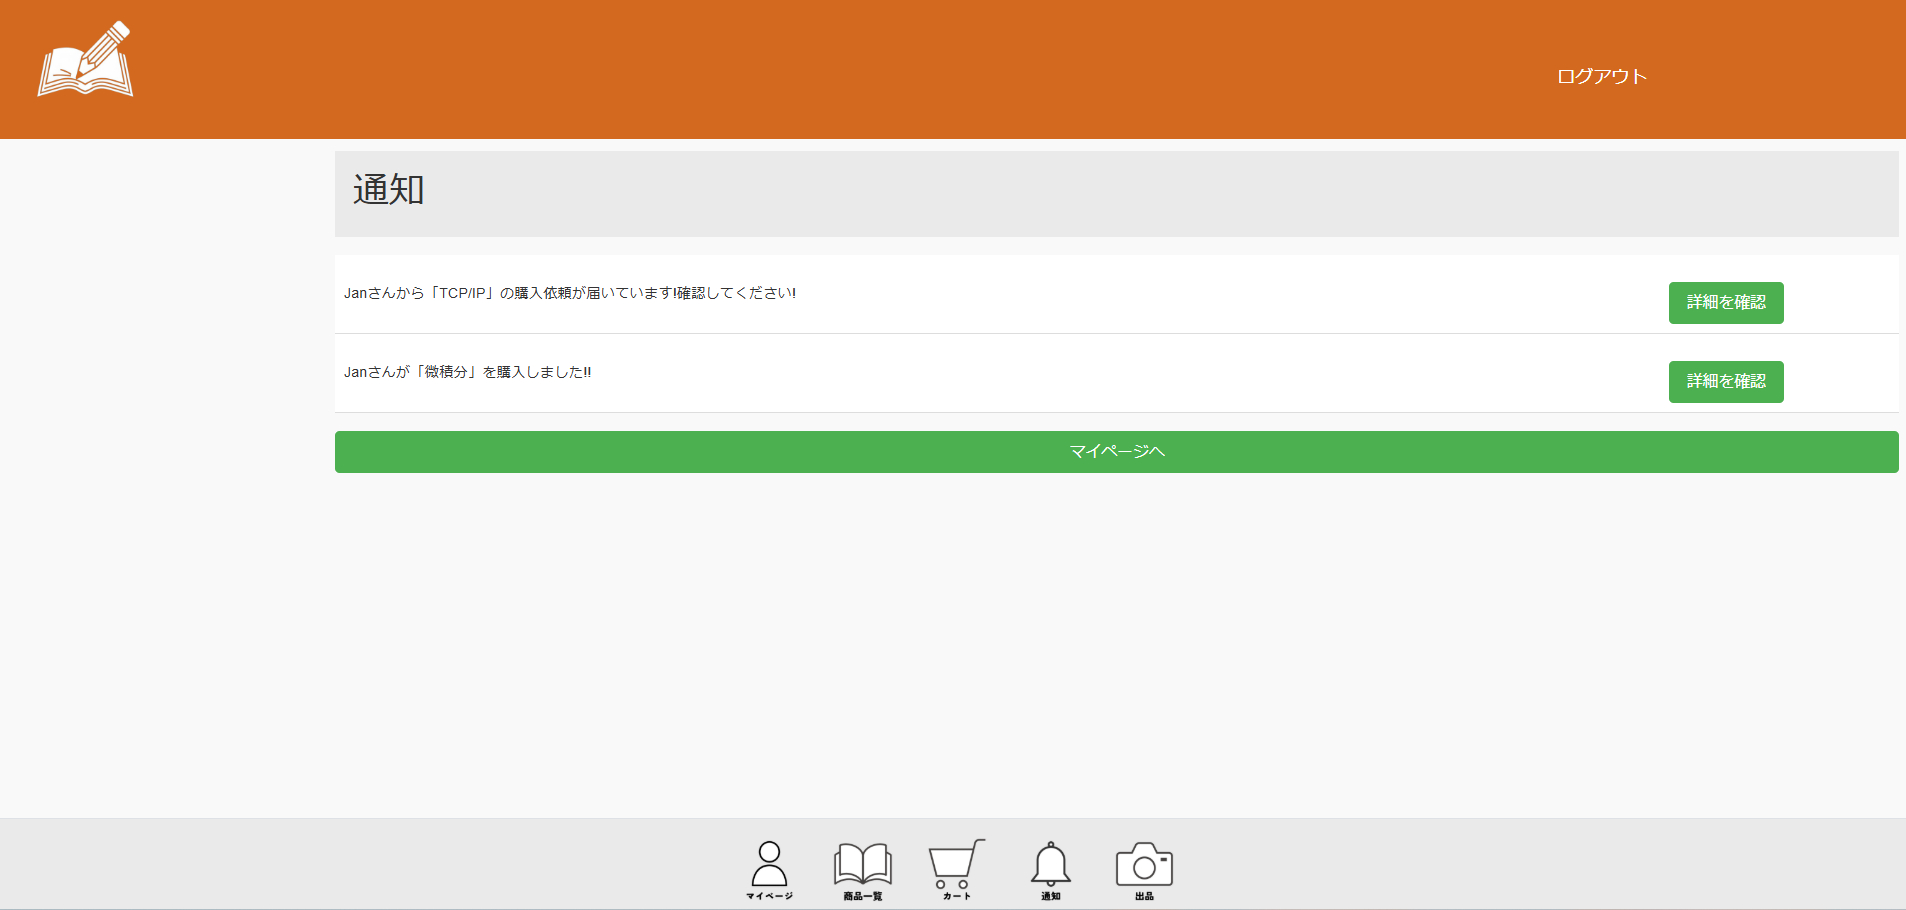 ログアウト
通知
Janさんから「TCP/IP」の購入依頼が届いています!確認してください!
詳細を確認
Janさんが「微積分」を購入しました!!
詳細を確認
マイページへ
マイページ
商品一覧
カート
通知
出品